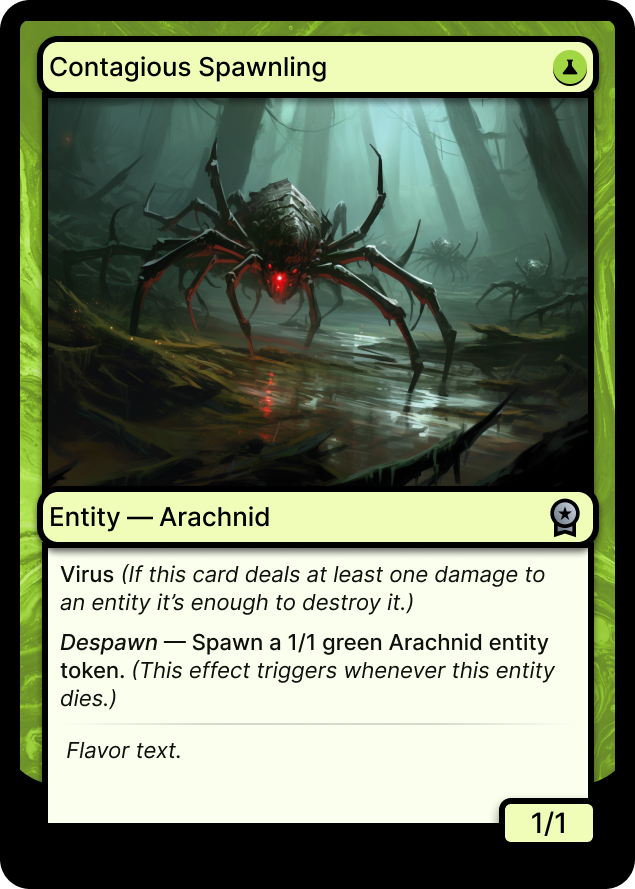 Contagious Spawnling
Entity — Arachnid
Virus (If this card deals at least one damage to
an entity it’s enough to destroy it.)
Despawn — Spawn a 1/1 green Arachnid entity
token. (This effect triggers whenever this entity
dies.)
Flavor text.
1/1